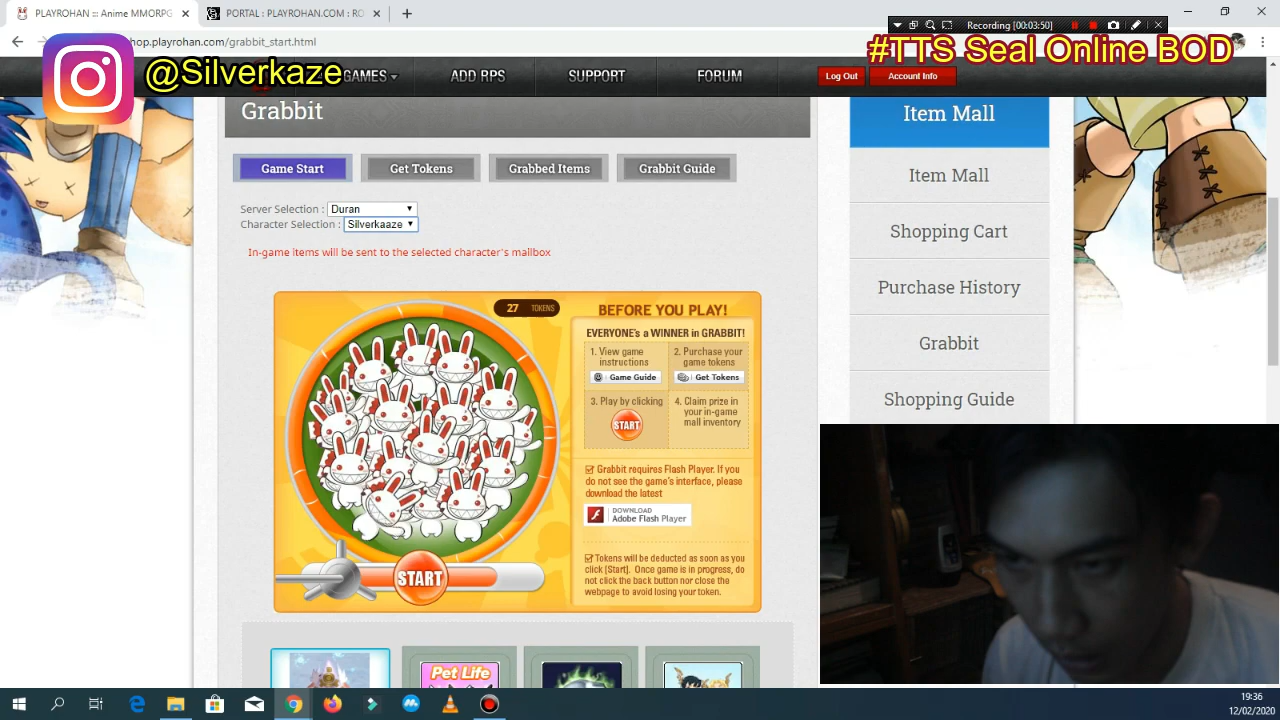 PLAYROHAN.COM - Anime MMORPG
PORTAL: PLAYROHAN.COM : RO
Recording [00:03:50]
hop.playrohan.com/grabbit_start.html
#TTS Seal Online BOD
@Silverkaze
GAMES
ADD RPS
SUPPORT
FORUM
Log Out
Account Info
Grabbit
Game Start
Get Tokens
Grabbed Items
Grabbit Guide
Server Selection : Duran
Character Selection : Silverkaaze
In-game items will be sent to the selected character's mailbox
27 TOKENS
BEFORE YOU PLAY!
EVERYONE's a WINNER in GRABBIT!
1. View game
instructions
Game Guide
2. Purchase your
game tokens
Get Tokens
3. Play by clicking
START
4. Claim prize in
your in-game
mall inventory
Grabbit requires Flash Player. If you
do not see the game's interface, please
download the latest
DOWNLOAD
Adobe Flash Player
Tokens will be deducted as soon as you
click [Start]. Once game is in progress, do
not click the back button nor close the
webpage to avoid losing your token.
START
Pet Life
Item Mall
Item Mall
Shopping Cart
Purchase History
Grabbit
Shopping Guide
19:36
12/02/2020